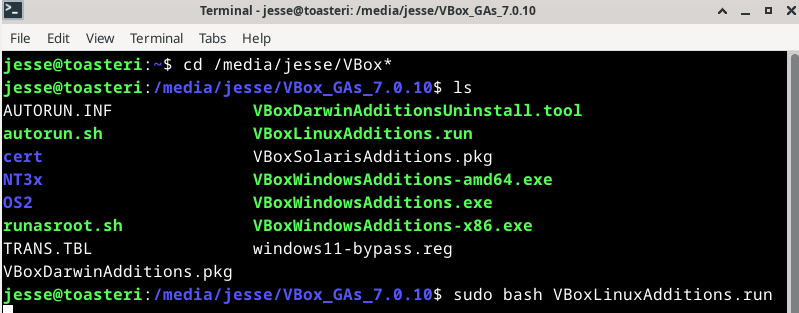 Terminal - jesse@toasteri: /media/jesse/VBox_GAs_7.0.10
File Edit View Terminal Tabs Help
jesse@toasteri:~$ cd /media/jesse/VBox*
jesse@toasteri:/media/jesse/VBox_GAs_7.0.10$ ls
AUTORUN.INF VBoxDarwinAdditionsUninstall.tool
autorun.sh VBoxLinuxAdditions.run
cert VBoxSolarisAdditions.pkg
NT3x VBoxWindowsAdditions-amd64.exe
OS2 VBoxWindowsAdditions.exe
runasroot.sh VBoxWindowsAdditions-x86.exe
TRANS.TBL windows11-bypass.reg
VBoxDarwinAdditions.pkg
jesse@toasteri:/media/jesse/VBox_GAs_7.0.10$ sudo bash VBoxLinuxAdditions.run